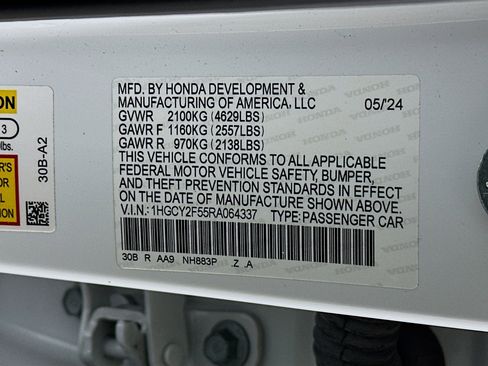 MFD. BY HONDA DEVELOPMENT &
MANUFACTURING OF AMERICA, LLC 05/'24
GVWR 2100KG (4629LBS)
GAWR F 1160KG (2557LBS)
GAWR R 970KG (2138LBS)
THIS VEHICLE CONFORMS TO ALL APPLICABLE
FEDERAL MOTOR VEHICLE SAFETY, BUMPER,
AND THEFT PREVENTION STANDARDS IN EFFECT
ON THE DATE OF MANUFACTURE SHOWN ABOVE.
V.I.N.: 1HGCY2F55RA064337 TYPE: PASSENGER CAR
30B R AA9 NH883P Z A
30B-A2
3
lbs.